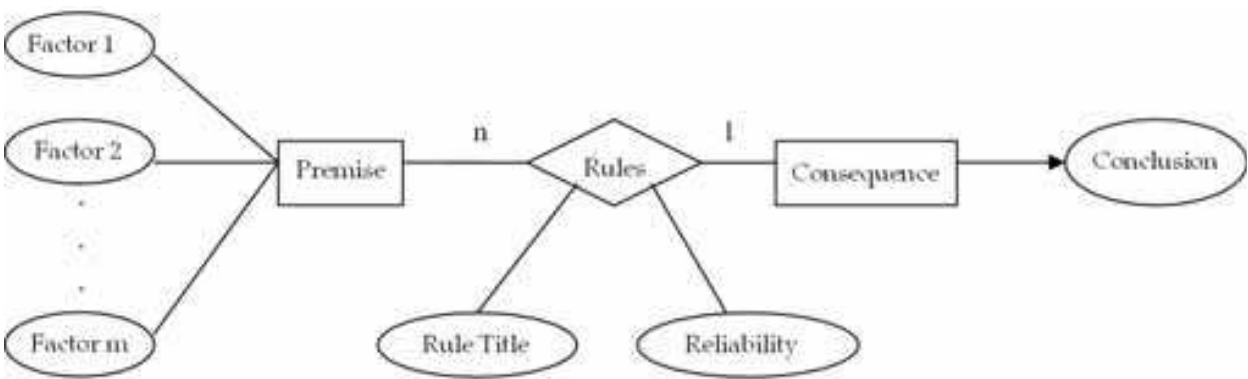 Factor 1
Factor 2
.
.
.
Factor m
Premise
n
Rules
1
Consequence
Conclusion
Rule Title
Reliability